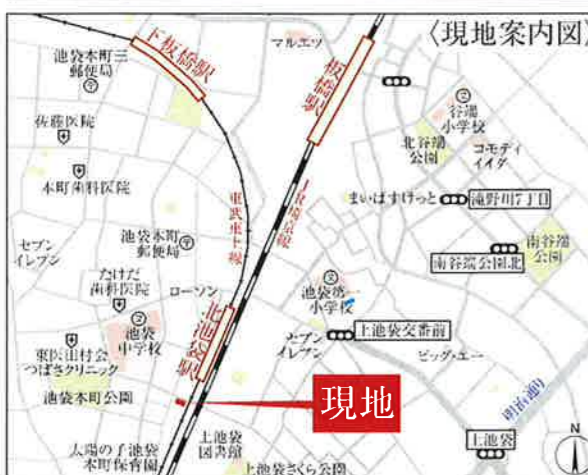 〈現地案内図〉
マルエツ
下板橋駅
板橋駅
池袋本町三
郵便局
佐藤医院
本町歯科医院
谷端
小学校
北谷端
公園
コモディ
イイダ
まいばすけっと
滝野川7丁目
東武東上線
JR埼京線
池袋本町
郵便局
セブン
イレブン
たけだ
歯科医院
ローソン
南谷端公園北
南谷端
公園
池袋第一
小学校
池袋
中学校
北池袋駅
上池袋交番前
セブン
イレブン
ビッグ・エー
東医山村会
つばさクリニック
池袋本町公園
現地
明治通り
太陽の子池袋
本町保育園
上池袋
図書館
上池袋さくら公園
上池袋
N